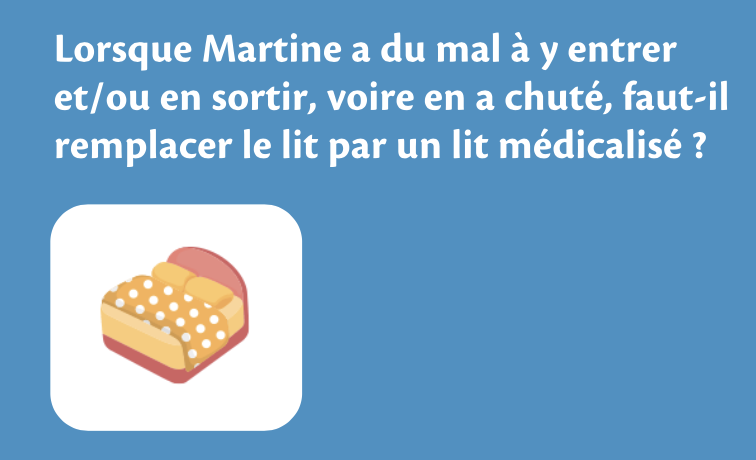 Lorsque Martine a du mal à y entrer
et/ou en sortir, voire en a chuté, faut-il
remplacer le lit par un lit médicalisé ?